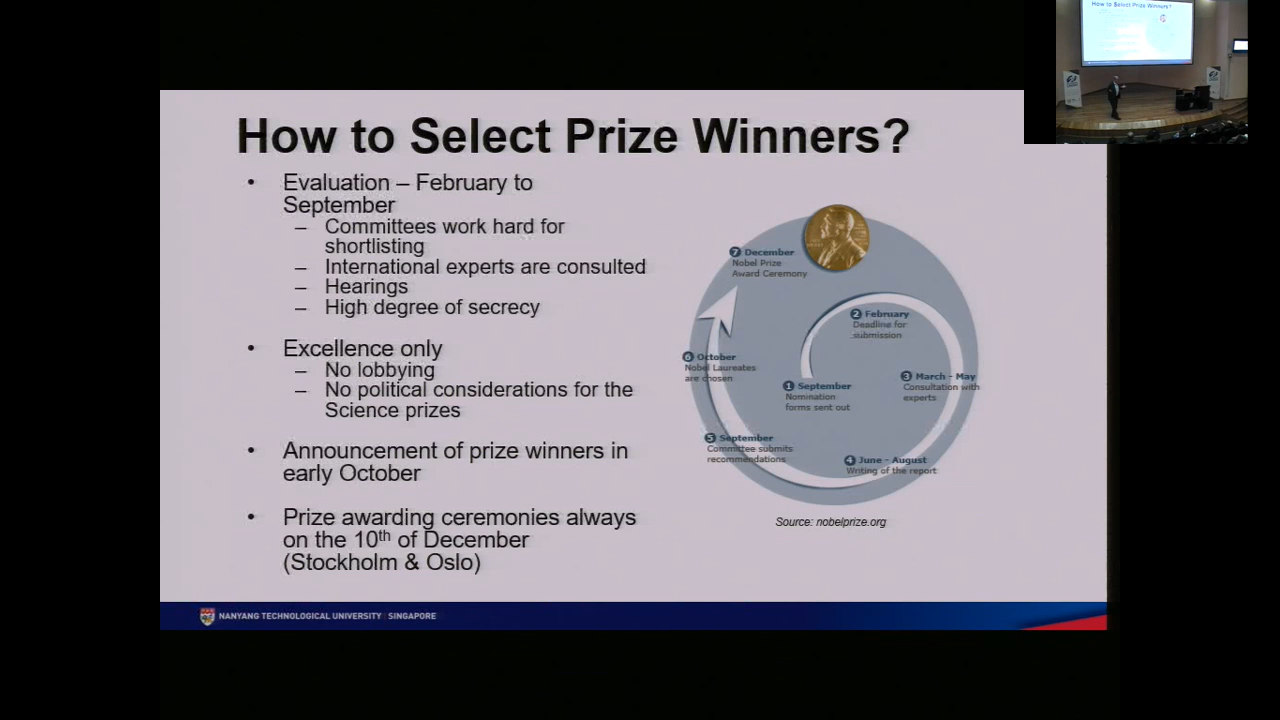 How to Select Prize Winners?
How to Select Prize Winners?
• Evaluation – February to
September
– Committees work hard for
shortlisting
– International experts are consulted
– Hearings
– High degree of secrecy
• Excellence only
– No lobbying
– No political considerations for the
Science prizes
• Announcement of prize winners in
early October
• Prize awarding ceremonies always
on the 10th of December
(Stockholm & Oslo)
7 December
Nobel Prize
Award Ceremony
2 February
Deadline for
submission
6 October
Nobel Laureates
are chosen
1 September
Nomination
forms sent out
3 March - May
Consultation with
experts
5 September
Committee submits
recommendations
4 June - August
Writing of the report
Source: nobelprize.org
NANYANG TECHNOLOGICAL UNIVERSITY | SINGAPORE